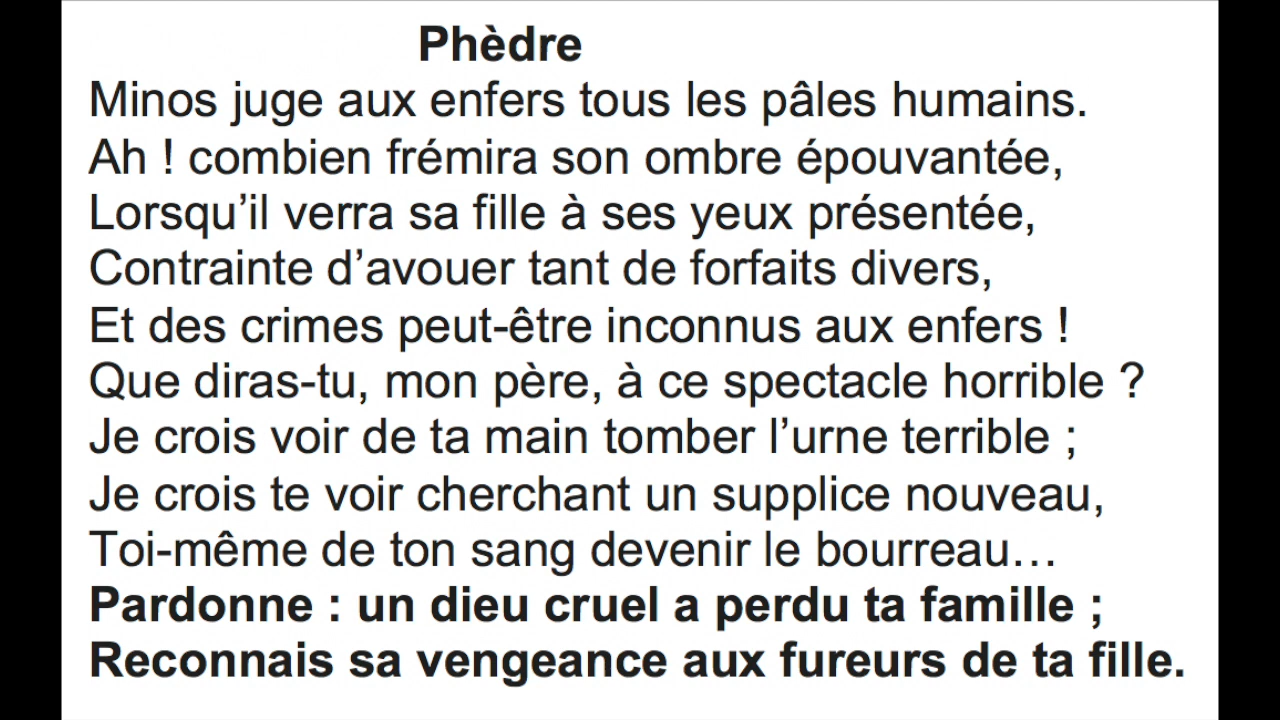 Phèdre
Minos juge aux enfers tous les pâles humains.
Ah ! combien frémira son ombre épouvantée,
Lorsqu’il verra sa fille à ses yeux présentée,
Contrainte d’avouer tant de forfaits divers,
Et des crimes peut-être inconnus aux enfers !
Que diras-tu, mon père, à ce spectacle horrible ?
Je crois voir de ta main tomber l’urne terrible ;
Je crois te voir cherchant un supplice nouveau,
Toi-même de ton sang devenir le bourreau…
Pardonne : un dieu cruel a perdu ta famille ;
Reconnais sa vengeance aux fureurs de ta fille.